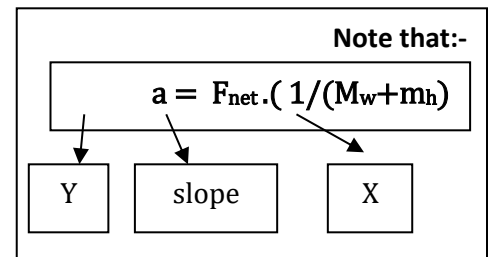 Note that:-
a = Fnet.( 1/(Mw+mh)
Y slope X